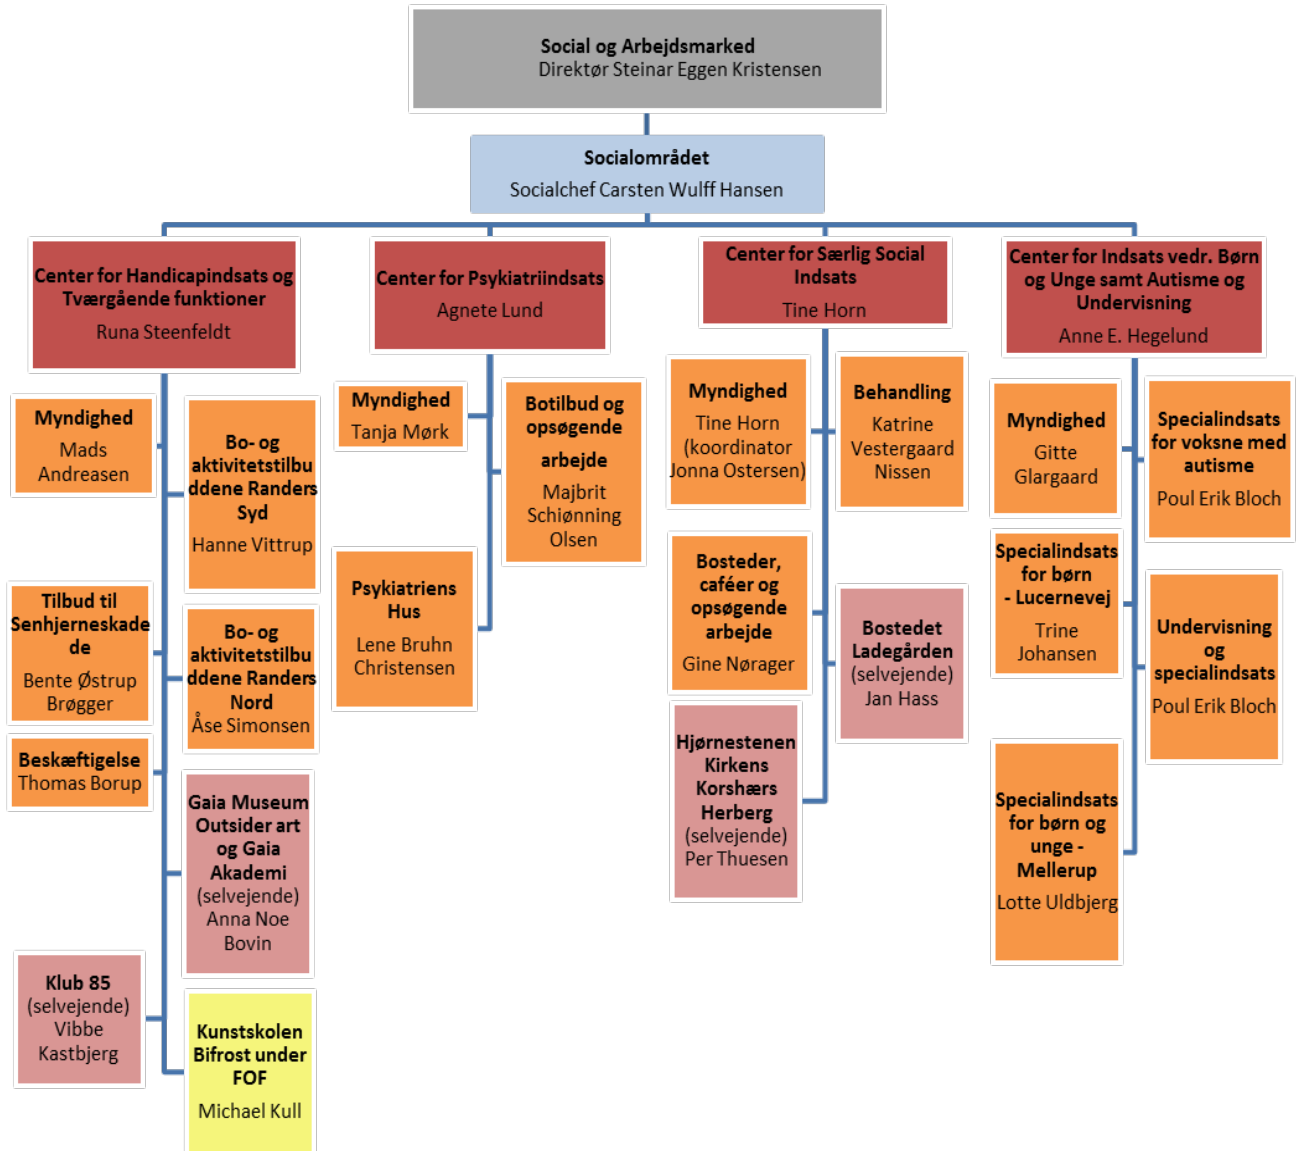 Social og Arbejdsmarked
Direktør Steinar Eggen Kristensen
Socialområdet
Socialchef Carsten Wulff Hansen
Center for Handicapindsats og
Tværgående funktioner
Runa Steenfeldt
Myndighed
Mads
Andreasen
Bo- og
aktivitetstilbu
ddene Randers
Syd
Hanne Vittrup
Tilbud til
Senhjerneskade
de
Bente Østrup
Brøgger
Bo- og
aktivitetstilbu
ddene Randers
Nord
Åse Simonsen
Beskæftigelse
Thomas Borup
Gaia Museum
Outsider art
og Gaia
Akademi
(selvejende)
Anna Noe
Bovin
Klub 85
(selvejende)
Vibbe
Kastbjerg
Kunstskolen
Bifrost under
FOF
Michael Kull
Center for Psykiatriindsats
Agnete Lund
Myndighed
Tanja Mørk
Botilbud og
opsøgende
arbejde
Majbrit
Schiønning
Olsen
Psykiatriens
Hus
Lene Bruhn
Christensen
Center for Særlig Social
Indsats
Tine Horn
Myndighed
Tine Horn
(koordinator
Jonna Ostersen)
Behandling
Katrine
Vestergaard
Nissen
Bosteder,
caféer og
opsøgende
arbejde
Gine Nørager
Bostedet
Ladegården
(selvejende)
Jan Hass
Hjørnestenen
Kirkens
Korshærs
Herberg
(selvejende)
Per Thuesen
Center for Indsats vedr. Børn
og Unge samt Autisme og
Undervisning
Anne E. Hegelund
Myndighed
Gitte
Glargaard
Specialindsats
for voksne med
autisme
Poul Erik Bloch
Specialindsats
for børn
- Lucernevej
Trine
Johansen
Undervisning
og
specialindsats
Poul Erik Bloch
Specialindsats
for børn og
unge -
Mellerup
Lotte Uldbjerg